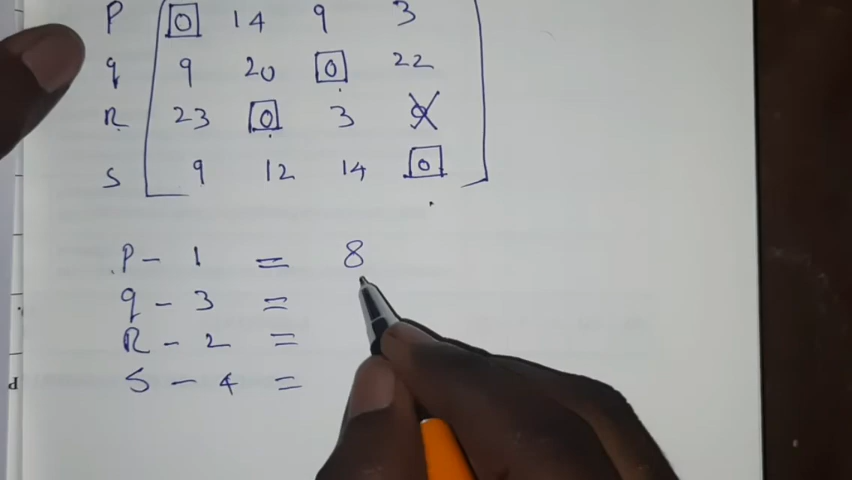 P 0 14 9 3
q 9 20 0 22
R 23 0 3 0
S 9 12 14 0
P - 1 = 8
q - 3 =
R - 2 =
S - 4 =
P